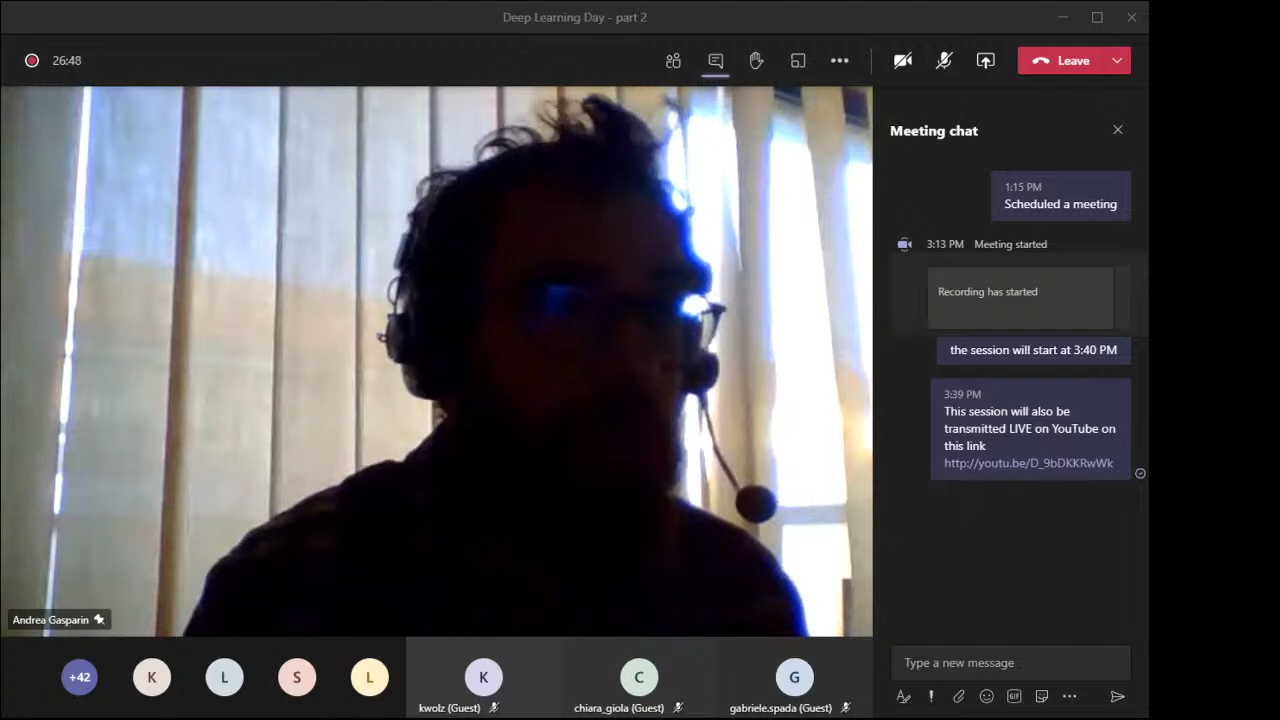 Deep Learning Day - part 2
26:48
Leave
Meeting chat
1:15 PM
Scheduled a meeting
3:13 PM Meeting started
Recording has started
the session will start at 3:40 PM
3:39 PM
This session will also be
transmitted LIVE on YouTube on
this link
http://youtu.be/D_9bDKKRwWk
Andrea Gasparin
+42
K
L
S
L
K
C
G
kwolz (Guest)
chiara_giola (Guest)
gabriele.spada (Guest)
Type a new message
GIF